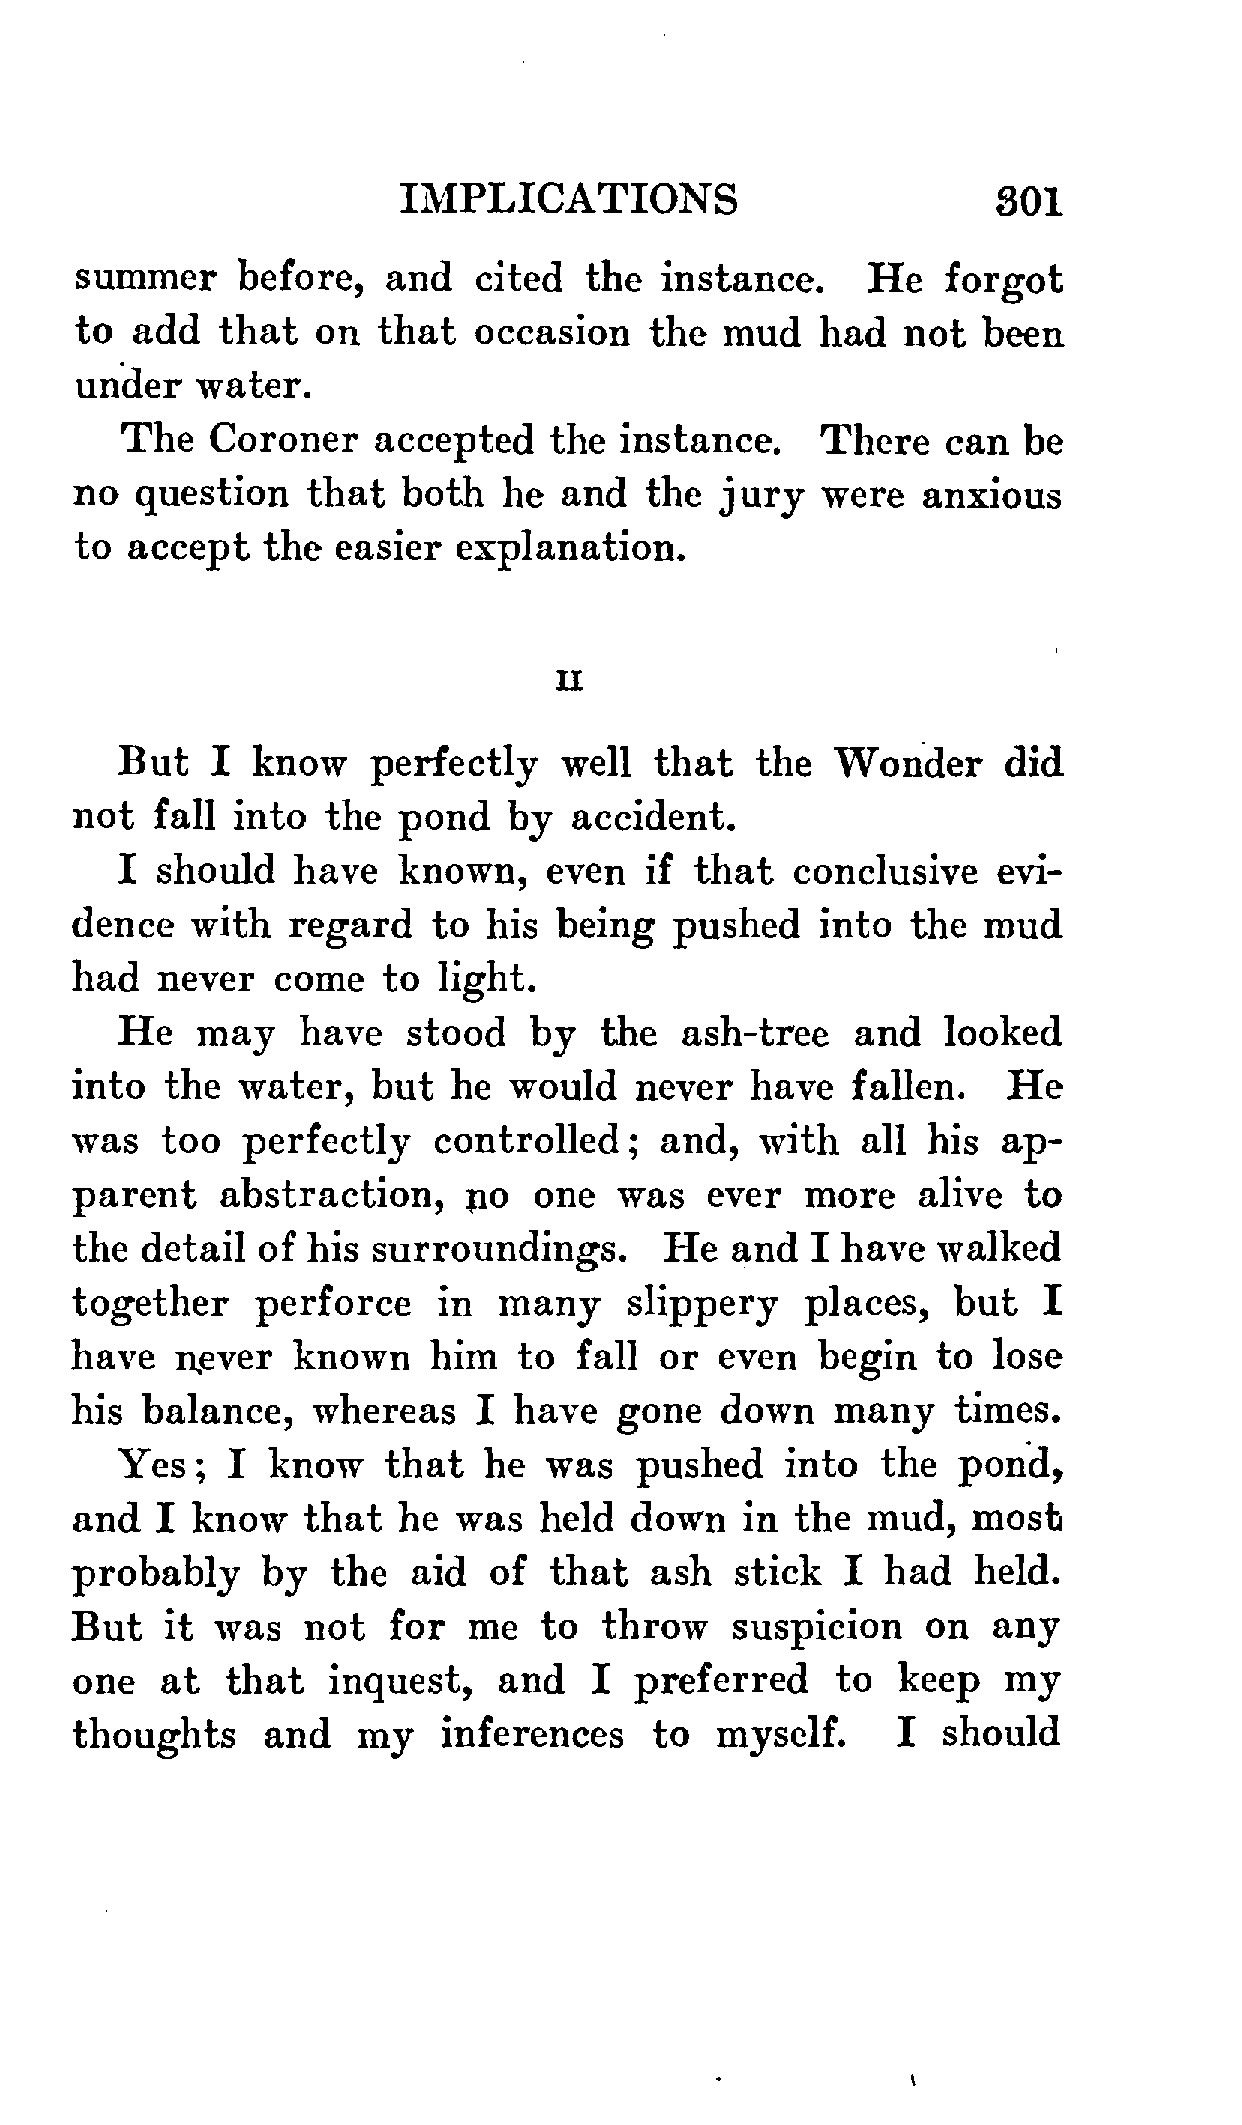 IMPLICATIONS 301
summer before, and cited the instance. He forgot
to add that on that occasion the mud had not been
under water.
The Coroner accepted the instance. There can be
no question that both he and the jury were anxious
to accept the easier explanation.
II
But I know perfectly well that the Wonder did
not fall into the pond by accident.
I should have known, even if that conclusive evi-
dence with regard to his being pushed into the mud
had never come to light.
He may have stood by the ash-tree and looked
into the water, but he would never have fallen. He
was too perfectly controlled; and, with all his ap-
parent abstraction, no one was ever more alive to
the detail of his surroundings. He and I have walked
together perforce in many slippery places, but I
have never known him to fall or even begin to lose
his balance, whereas I have gone down many times.
Yes; I know that he was pushed into the pond,
and I know that he was held down in the mud, most
probably by the aid of that ash stick I had held.
But it was not for me to throw suspicion on any
one at that inquest, and I preferred to keep my
thoughts and my inferences to myself. I should